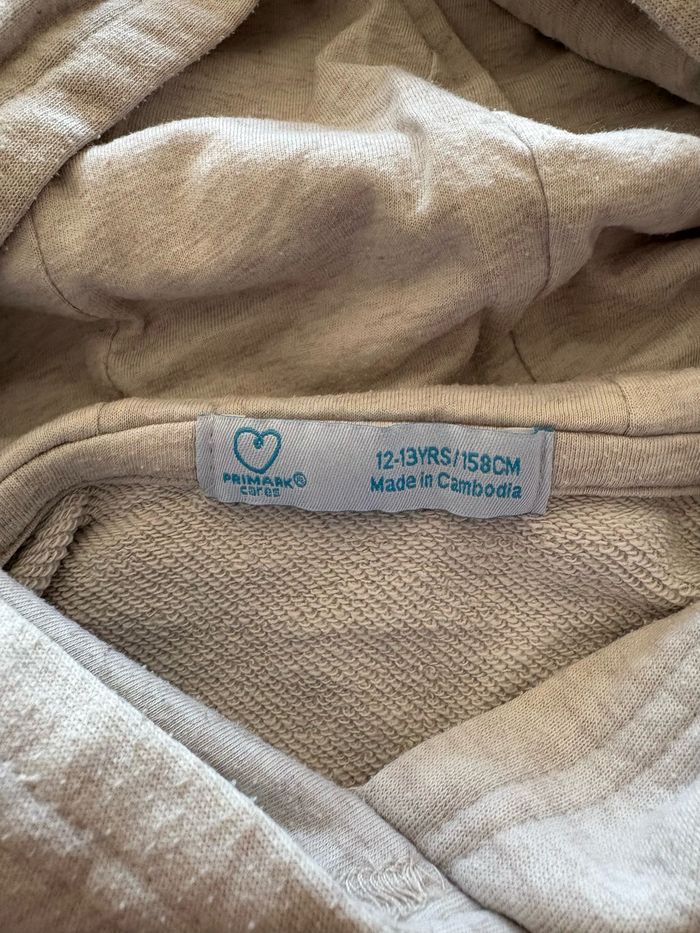 PRIMARK®
cares
12-13YRS/158CM
Made in Cambodia